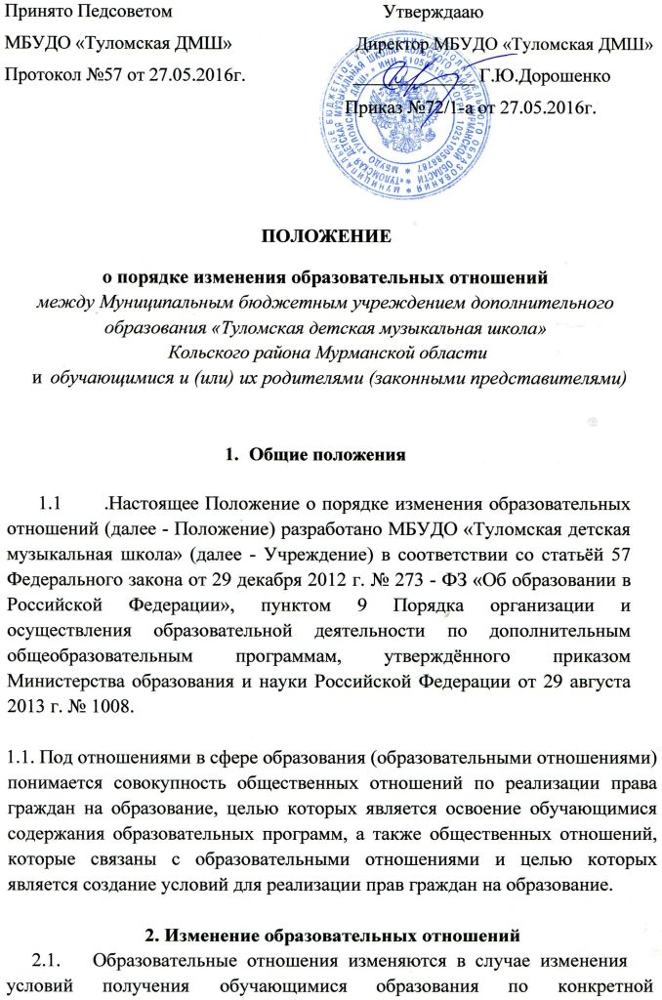 Принято Педсоветом Утверждааю
МБУДО «Туломская ДМШ» Директор МБУДО «Туломская ДМШ»
Протокол №57 от 27.05.2016г. Г.Ю.Дорошенко
Приказ №72/1-а от 27.05.2016г.
ПОЛОЖЕНИЕ
о порядке изменения образовательных отношений
между Муниципальным бюджетным учреждением дополнительного
образования «Туломская детская музыкальная школа»
Кольского района Мурманской области
и обучающимися и (или) их родителями (законными представителями)
1. Общие положения
1.1 .Настоящее Положение о порядке изменения образовательных
отношений (далее - Положение) разработано МБУДО «Туломская детская
музыкальная школа» (далее - Учреждение) в соответствии со статьёй 57
Федерального закона от 29 декабря 2012 г. № 273 - ФЗ «Об образовании в
Российской Федерации», пунктом 9 Порядка организации и
осуществления образовательной деятельности по дополнительным
общеобразовательным программам, утверждённого приказом
Министерства образования и науки Российской Федерации от 29 августа
2013 г. № 1008.
1.1. Под отношениями в сфере образования (образовательными отношениями)
понимается совокупность общественных отношений по реализации права
граждан на образование, целью которых является освоение обучающимися
содержания образовательных программ, а также общественных отношений,
которые связаны с образовательными отношениями и целью которых
является создание условий для реализации прав граждан на образование.
2. Изменение образовательных отношений
2.1. Образовательные отношения изменяются в случае изменения
условий получения обучающимися образования по конкретной